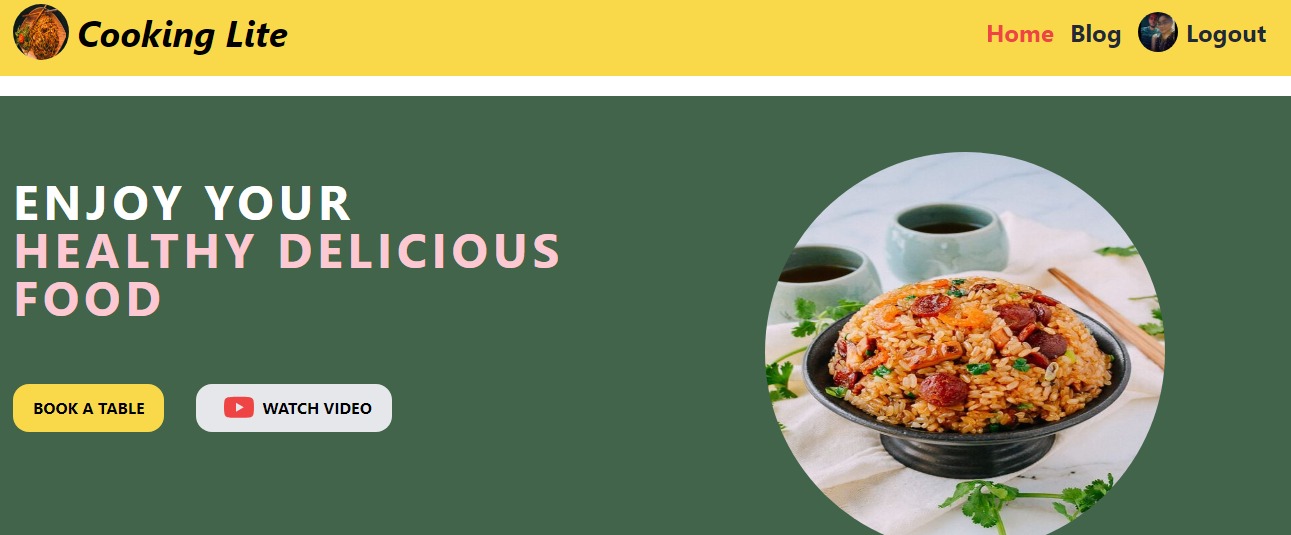 Cooking Lite
Home Blog Logout
ENJOY YOUR
HEALTHY DELICIOUS
FOOD
BOOK A TABLE
WATCH VIDEO